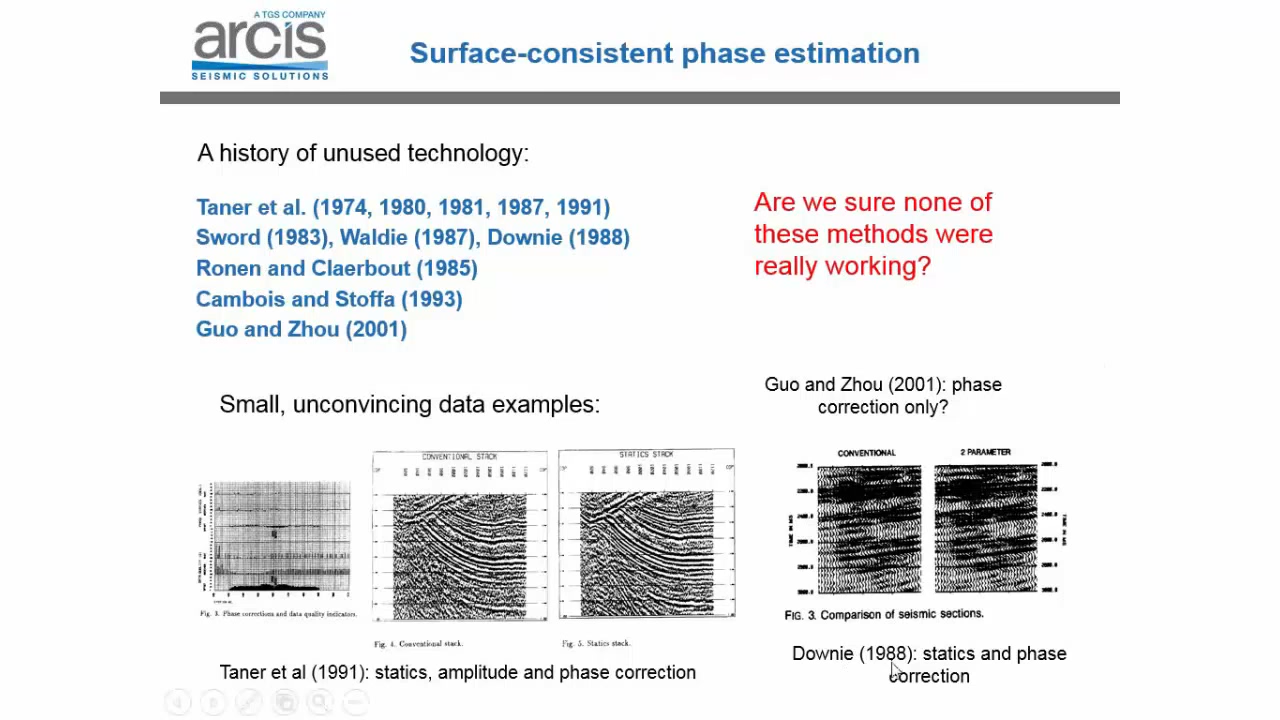 A TGS COMPANY
arcis
SEISMIC SOLUTIONS
Surface-consistent phase estimation
A history of unused technology:
Taner et al. (1974, 1980, 1981, 1987, 1991)
Sword (1983), Waldie (1987), Downie (1988)
Ronen and Claerbout (1985)
Cambois and Stoffa (1993)
Guo and Zhou (2001)
Are we sure none of
these methods were
really working?
Small, unconvincing data examples:
Guo and Zhou (2001): phase
correction only?
CONVENTIONAL STACK
STATICS STACK
CONVENTIONAL
2 PARAMETER
Fig. 3. Phase corrections and data quality indicators.
Fig. 4. Conventional stack.
Fig. 5. Statics stack.
FIG. 3. Comparison of seismic sections.
Taner et al (1991): statics, amplitude and phase correction
Downie (1988): statics and phase
correction